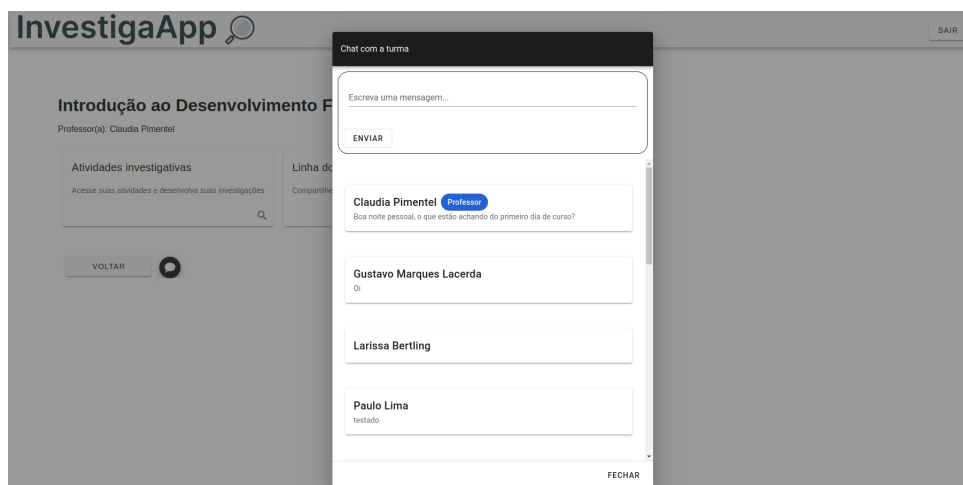 InvestigaApp
SAIR
Introdução ao Desenvolvimento F
Professor(a): Claudia Pimentel
Atividades investigativas
Acesse suas atividades e desenvolva suas investigações
Linha do
Compartilhe
VOLTAR
Chat com a turma
Escreva uma mensagem...
ENVIAR
Claudia Pimentel Professor
Boa noite pessoal, o que estão achando do primeiro dia de curso?
Gustavo Marques Lacerda
Oi
Larissa Bertling
Paulo Lima
testado
FECHAR